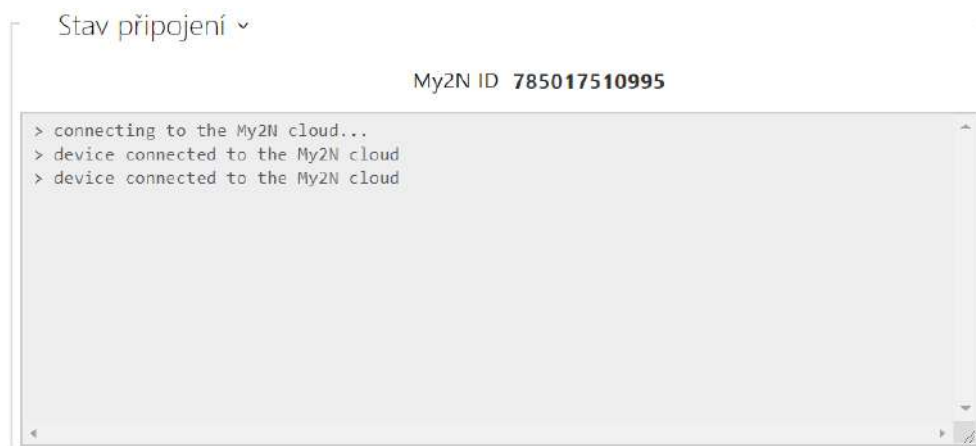 Stav připojení
My2N ID 785017510995
> connecting to the My2N cloud...
> device connected to the My2N cloud
> device connected to the My2N cloud